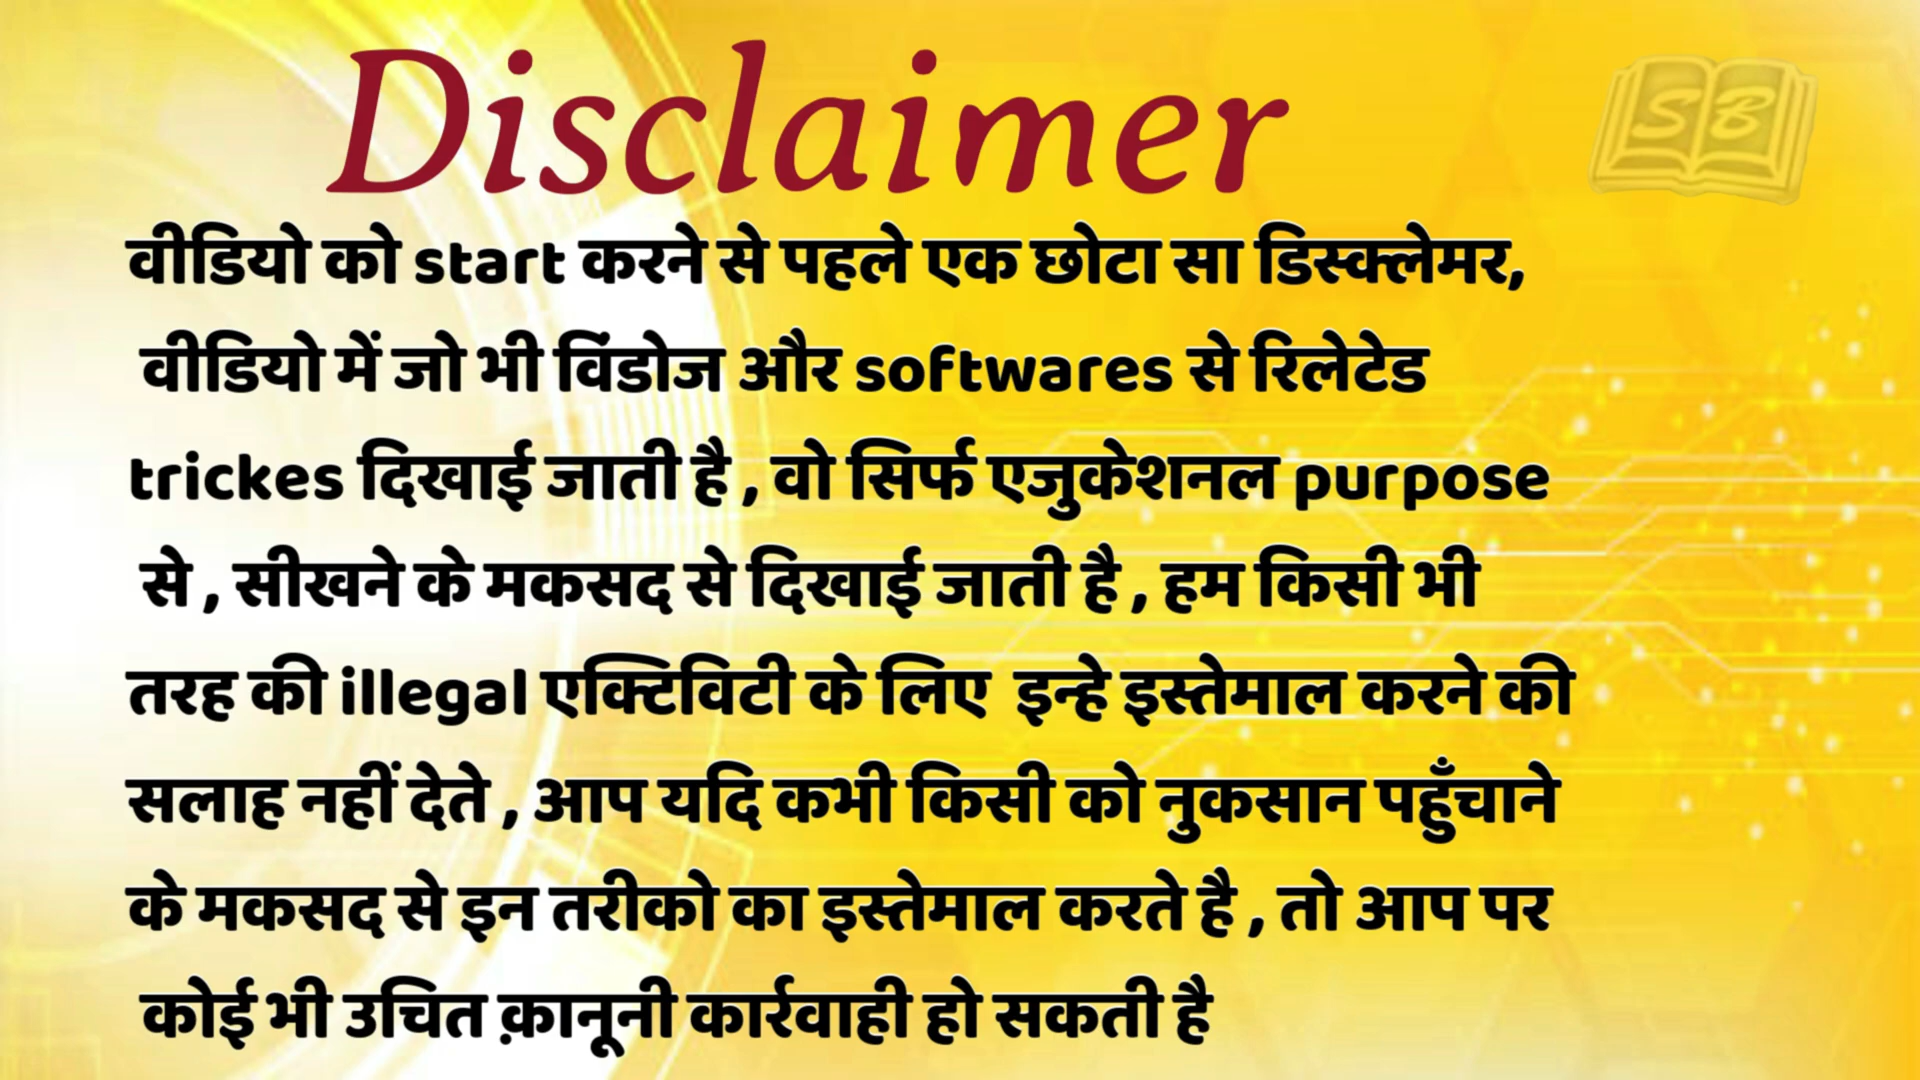 Disclaimer
SB
वीडियो को start करने से पहले एक छोटा सा डिस्क्लेमर,
वीडियो में जो भी विंडोज और softwares से रिलेटेड
trickes दिखाई जाती है , वो सिर्फ एजुकेशनल purpose
से , सीखने के मकसद से दिखाई जाती है , हम किसी भी
तरह की illegal एक्टिविटी के लिए इन्हे इस्तेमाल करने की
सलाह नहीं देते , आप यदि कभी किसी को नुकसान पहुँचाने
के मकसद से इन तरीको का इस्तेमाल करते है , तो आप पर
कोई भी उचित क़ानूनी कार्रवाही हो सकती है